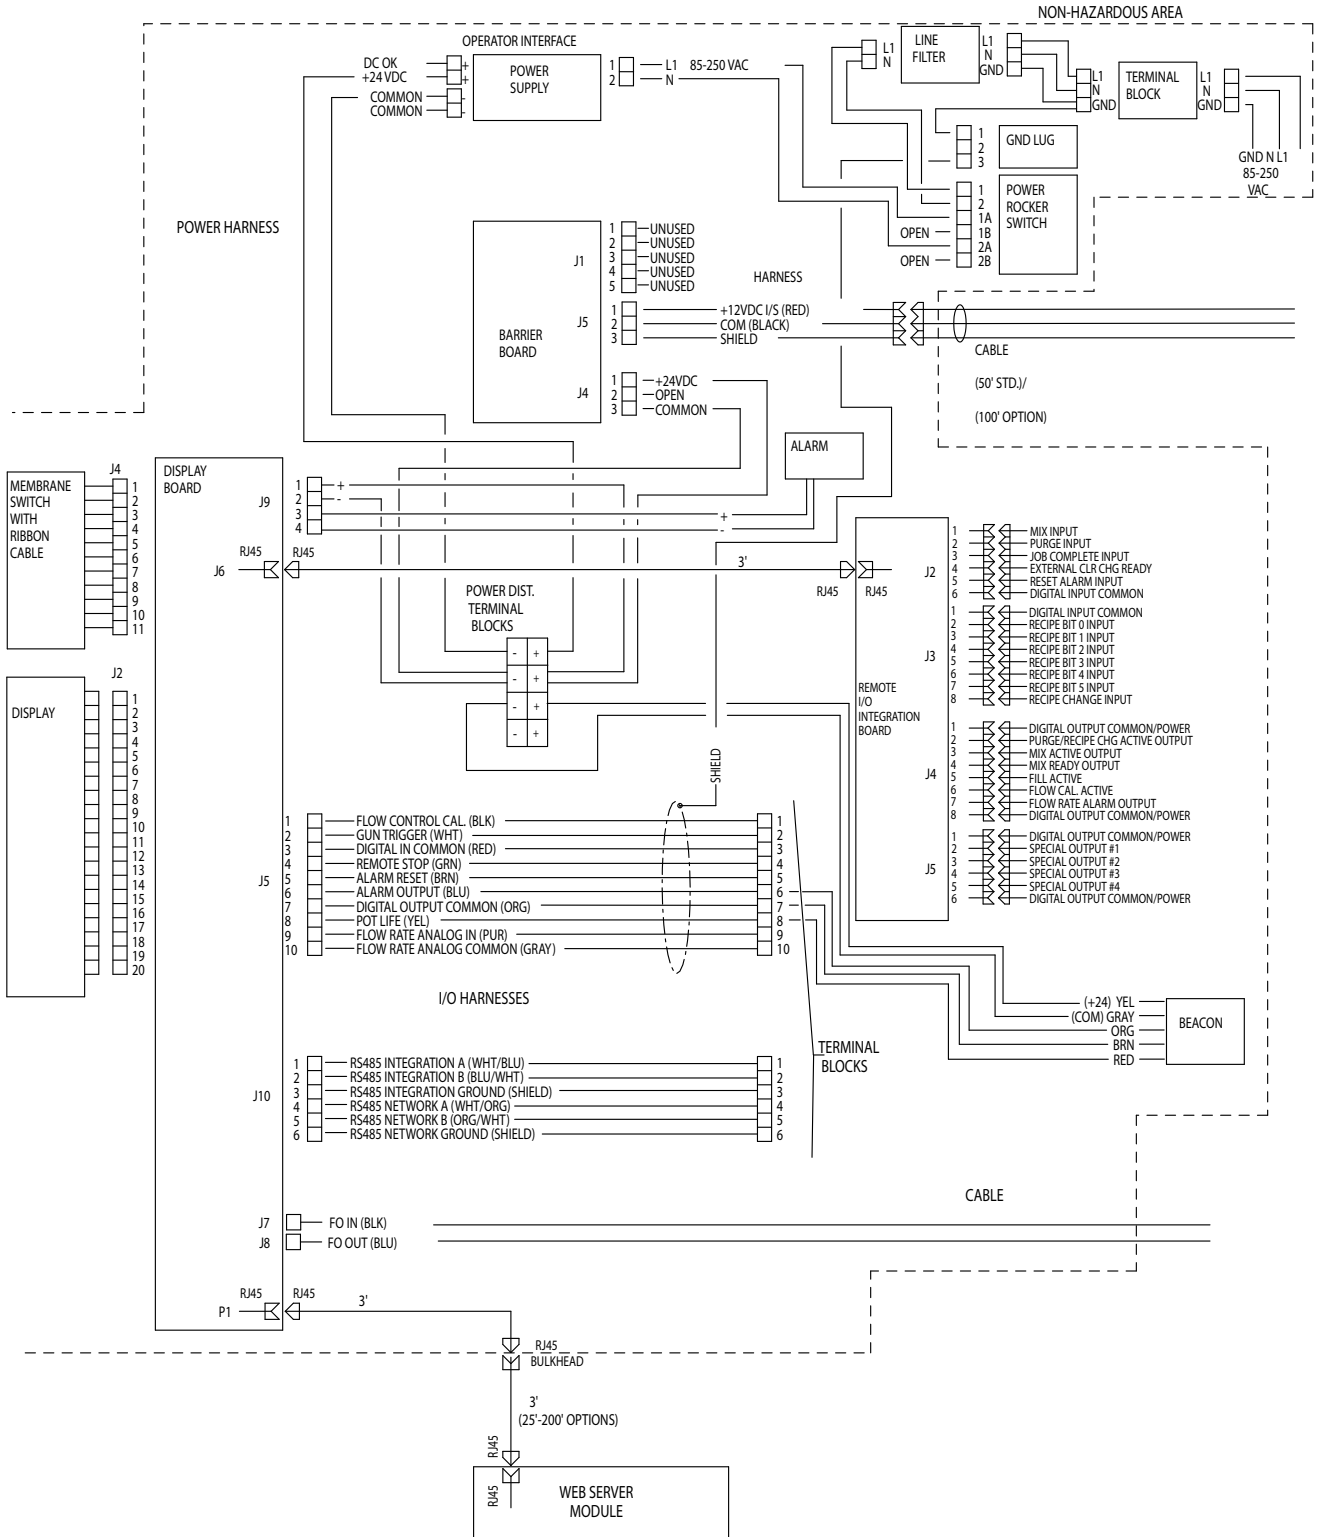 NON-HAZARDOUS AREA
OPERATOR INTERFACE
DC OK
+24 VDC
COMMON
COMMON
+
+
-
-
POWER
SUPPLY
1
2
L1 85-250 VAC
N
L1
N
LINE
FILTER
L1
N
GND
L1
N
GND
TERMINAL
BLOCK
L1
N
GND
GND N L1
85-250
VAC
1
2
3
GND LUG
1
2
1A
1B
2A
2B
OPEN
OPEN
POWER
ROCKER
SWITCH
POWER HARNESS
BARRIER
BOARD
J1
1 UNUSED
2 UNUSED
3 UNUSED
4 UNUSED
5 UNUSED
HARNESS
J5
1 +12VDC I/S (RED)
2 COM (BLACK)
3 SHIELD
J4
1 +24VDC
2 OPEN
3 COMMON
CABLE
(50' STD.)/
(100' OPTION)
ALARM
+
-
MEMBRANE
SWITCH
WITH
RIBBON
CABLE
J4
1
2
3
4
5
6
7
8
9
10
11
DISPLAY
BOARD
J9
1 +
2 -
3
4
J6
RJ45
RJ45
3'
RJ45
RJ45
POWER DIST.
TERMINAL
BLOCKS
- +
- +
- +
- +
DISPLAY
J2
1
2
3
4
5
6
7
8
9
10
11
12
13
14
15
16
17
18
19
20
REMOTE
I/O
INTEGRATION
BOARD
J2
1 MIX INPUT
2 PURGE INPUT
3 JOB COMPLETE INPUT
4 EXTERNAL CLR CHG READY
5 RESET ALARM INPUT
6 DIGITAL INPUT COMMON
J3
1 DIGITAL INPUT COMMON
2 RECIPE BIT 0 INPUT
3 RECIPE BIT 1 INPUT
4 RECIPE BIT 2 INPUT
5 RECIPE BIT 3 INPUT
6 RECIPE BIT 4 INPUT
7 RECIPE BIT 5 INPUT
8 RECIPE CHANGE INPUT
J4
1 DIGITAL OUTPUT COMMON/POWER
2 PURGE/RECIPE CHG ACTIVE OUTPUT
3 MIX ACTIVE OUTPUT
4 MIX READY OUTPUT
5 FILL ACTIVE
6 FLOW CAL. ACTIVE
7 FLOW RATE ALARM OUTPUT
8 DIGITAL OUTPUT COMMON/POWER
J5
1 DIGITAL OUTPUT COMMON/POWER
2 SPECIAL OUTPUT #1
3 SPECIAL OUTPUT #2
4 SPECIAL OUTPUT #3
5 SPECIAL OUTPUT #4
6 DIGITAL OUTPUT COMMON/POWER
SHIELD
J5
1 FLOW CONTROL CAL. (BLK) 1
2 GUN TRIGGER (WHT) 2
3 DIGITAL IN COMMON (RED) 3
4 REMOTE STOP (GRN) 4
5 ALARM RESET (BRN) 5
6 ALARM OUTPUT (BLU) 6
7 DIGITAL OUTPUT COMMON (ORG) 7
8 POT LIFE (YEL) 8
9 FLOW RATE ANALOG IN (PUR) 9
10 FLOW RATE ANALOG COMMON (GRAY) 10
I/O HARNESSES
(+24) YEL
(COM) GRAY
ORG
BRN
RED
BEACON
TERMINAL
BLOCKS
J10
1 RS485 INTEGRATION A (WHT/BLU) 1
2 RS485 INTEGRATION B (BLU/WHT) 2
3 RS485 INTEGRATION GROUND (SHIELD) 3
4 RS485 NETWORK A (WHT/ORG) 4
5 RS485 NETWORK B (ORG/WHT) 5
6 RS485 NETWORK GROUND (SHIELD) 6
CABLE
J7 FO IN (BLK)
J8 FO OUT (BLU)
P1
RJ45
RJ45
3'
RJ45
BULKHEAD
3'
(25'-200' OPTIONS)
RJ45
RJ45
WEB SERVER
MODULE